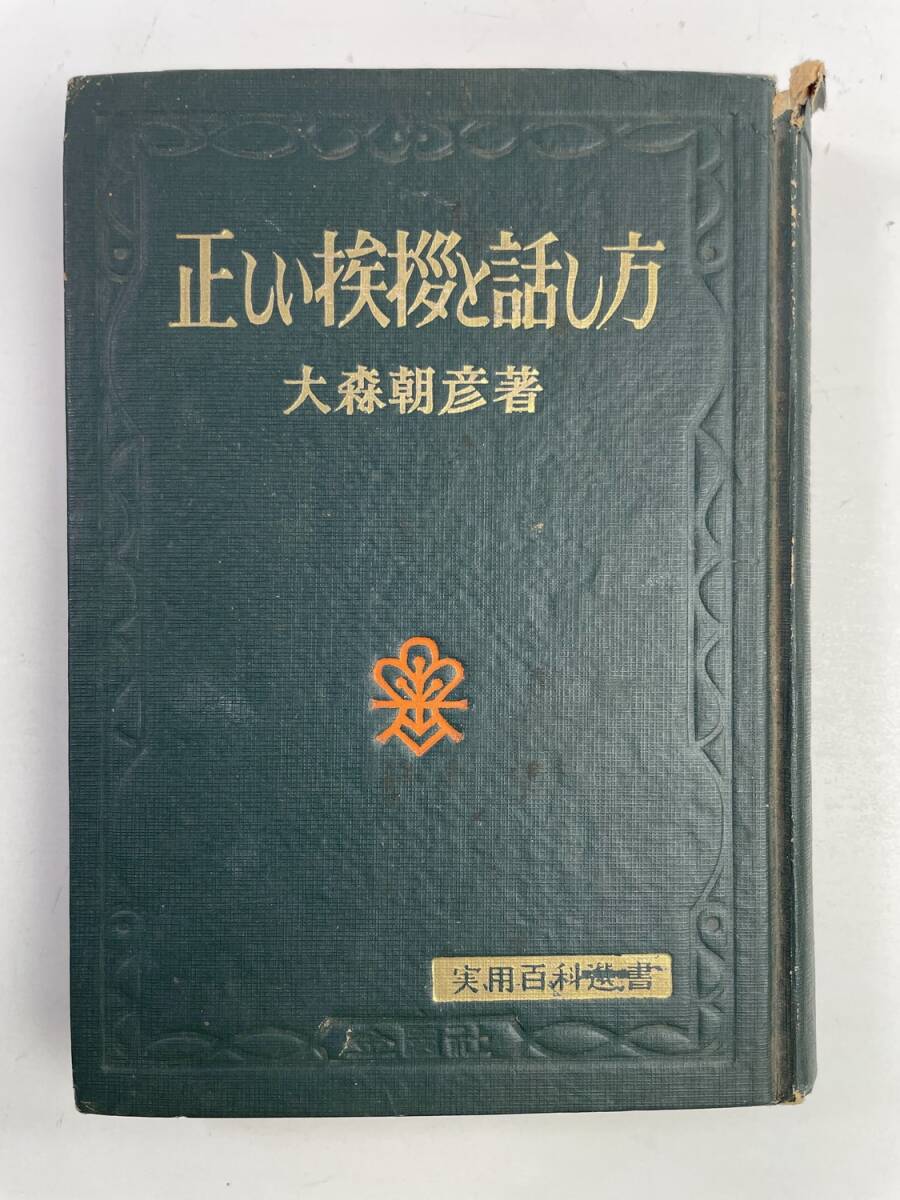 正しい挨拶と話し方
大森朝彦著
実用百科選書